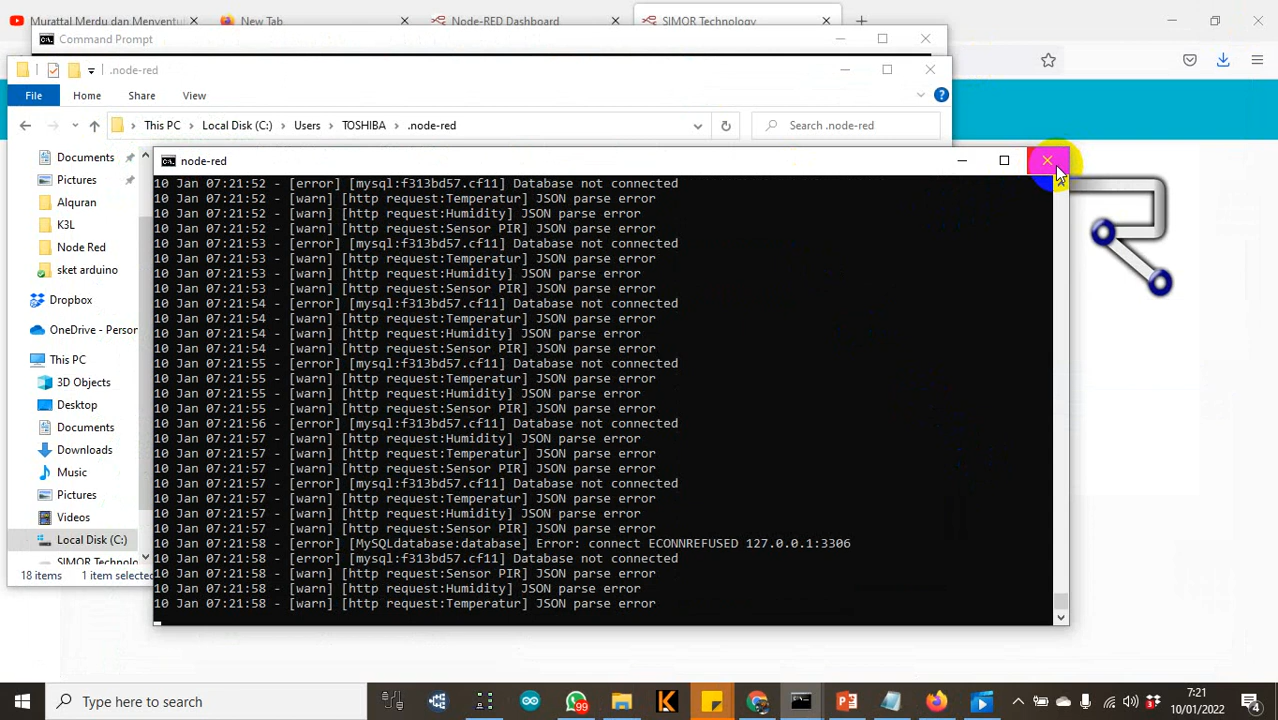 Murattal Merdu dan Menyentu
New Tab
Node-RED Dashboard
SIMOR Technology
Command Prompt
.node-red
File
Home
Share
View
This PC
Local Disk (C:)
Users
TOSHIBA
.node-red
Search .node-red
Documents
Pictures
Alquran
K3L
Node Red
sket arduino
Dropbox
OneDrive - Person
This PC
3D Objects
Desktop
Documents
Downloads
Music
Pictures
Videos
Local Disk (C:)
SIMOR Technolo
18 items
1 item selected
node-red
10 Jan 07:21:52 - [error] [mysql:f313bd57.cf11] Database not connected
10 Jan 07:21:52 - [warn] [http request:Temperatur] JSON parse error
10 Jan 07:21:52 - [warn] [http request:Humidity] JSON parse error
10 Jan 07:21:52 - [warn] [http request:Sensor PIR] JSON parse error
10 Jan 07:21:53 - [error] [mysql:f313bd57.cf11] Database not connected
10 Jan 07:21:53 - [warn] [http request:Temperatur] JSON parse error
10 Jan 07:21:53 - [warn] [http request:Humidity] JSON parse error
10 Jan 07:21:53 - [warn] [http request:Sensor PIR] JSON parse error
10 Jan 07:21:54 - [error] [mysql:f313bd57.cf11] Database not connected
10 Jan 07:21:54 - [warn] [http request:Temperatur] JSON parse error
10 Jan 07:21:54 - [warn] [http request:Humidity] JSON parse error
10 Jan 07:21:54 - [warn] [http request:Sensor PIR] JSON parse error
10 Jan 07:21:55 - [error] [mysql:f313bd57.cf11] Database not connected
10 Jan 07:21:55 - [warn] [http request:Temperatur] JSON parse error
10 Jan 07:21:55 - [warn] [http request:Humidity] JSON parse error
10 Jan 07:21:55 - [warn] [http request:Sensor PIR] JSON parse error
10 Jan 07:21:56 - [error] [mysql:f313bd57.cf11] Database not connected
10 Jan 07:21:57 - [warn] [http request:Humidity] JSON parse error
10 Jan 07:21:57 - [warn] [http request:Temperatur] JSON parse error
10 Jan 07:21:57 - [warn] [http request:Sensor PIR] JSON parse error
10 Jan 07:21:57 - [error] [mysql:f313bd57.cf11] Database not connected
10 Jan 07:21:57 - [warn] [http request:Temperatur] JSON parse error
10 Jan 07:21:57 - [warn] [http request:Humidity] JSON parse error
10 Jan 07:21:57 - [warn] [http request:Sensor PIR] JSON parse error
10 Jan 07:21:58 - [error] [MySQLdatabase:database] Error: connect ECONNREFUSED 127.0.0.1:3306
10 Jan 07:21:58 - [error] [mysql:f313bd57.cf11] Database not connected
10 Jan 07:21:58 - [warn] [http request:Sensor PIR] JSON parse error
10 Jan 07:21:58 - [warn] [http request:Humidity] JSON parse error
10 Jan 07:21:58 - [warn] [http request:Temperatur] JSON parse error
Type here to search
99
7:21
10/01/2022
4